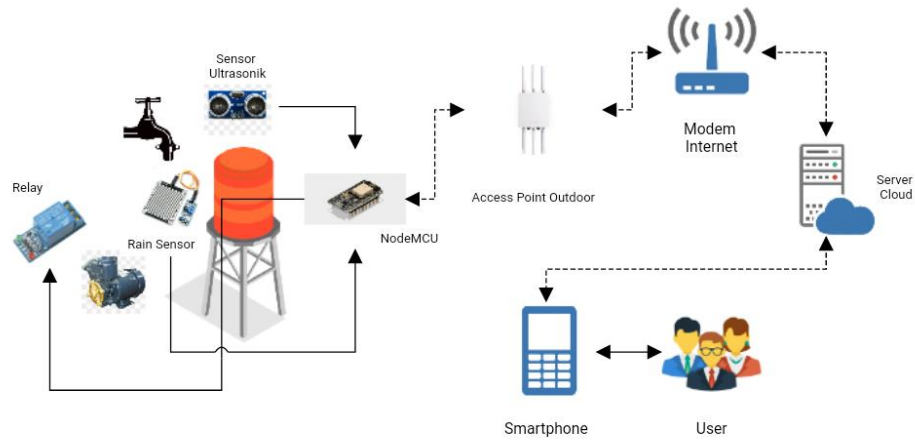 Sensor
Ultrasonik
Modem
Internet
Relay
Rain Sensor
NodeMCU
Access Point Outdoor
Server
Cloud
Smartphone
User